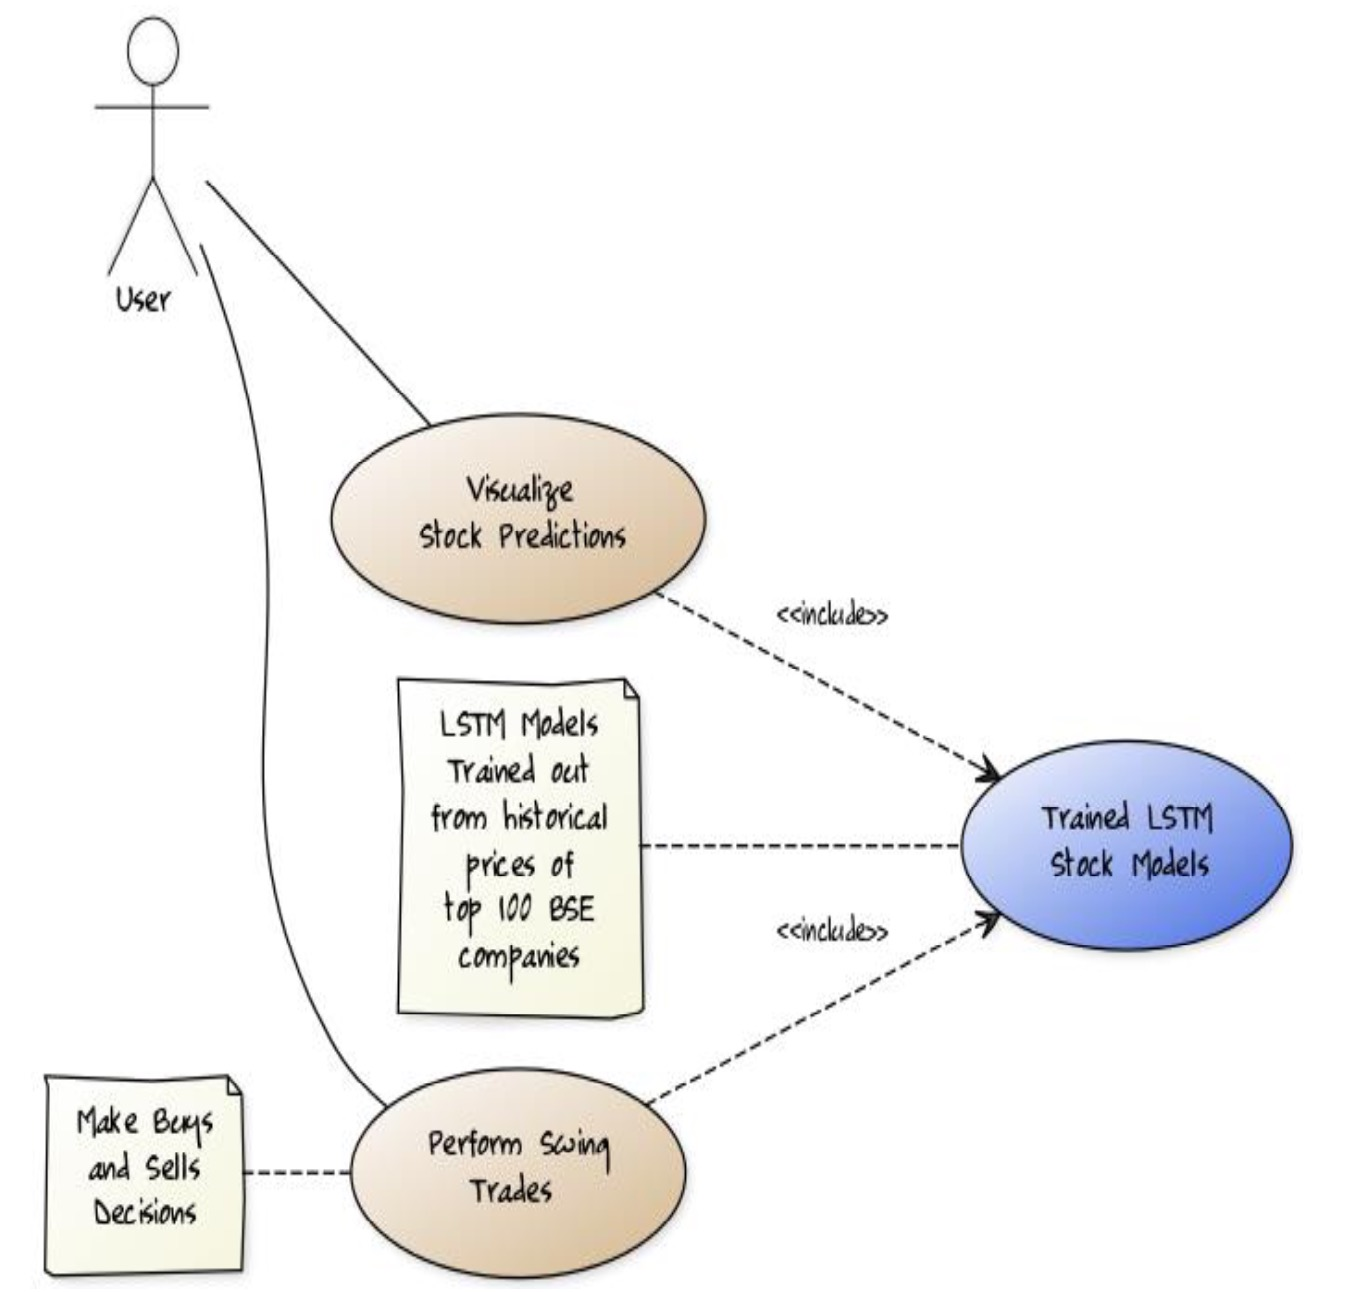 User
Visualize
Stock Predictions
<<include>>
LSTM Models
Trained out
from historical
prices of
top 100 BSE
companies
Trained LSTM
Stock Models
<<include>>
Make Buys
and Sells
Decisions
Perform Swing
Trades